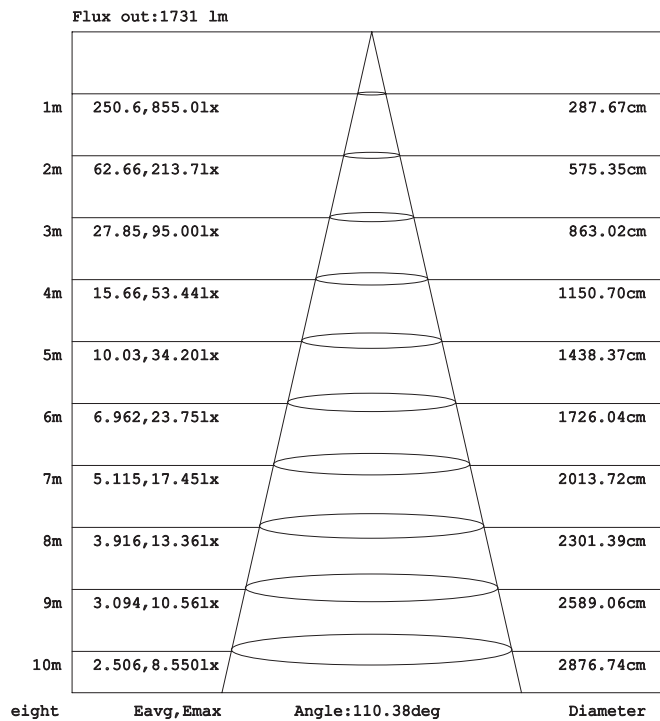 Flux out:1731 lm
1m 250.6,855.0lx 287.67cm
2m 62.66,213.7lx 575.35cm
3m 27.85,95.00lx 863.02cm
4m 15.66,53.44lx 1150.70cm
5m 10.03,34.20lx 1438.37cm
6m 6.962,23.75lx 1726.04cm
7m 5.115,17.45lx 2013.72cm
8m 3.916,13.36lx 2301.39cm
9m 3.094,10.56lx 2589.06cm
10m 2.506,8.550lx 2876.74cm
eight Eavg,Emax Angle:110.38deg Diameter